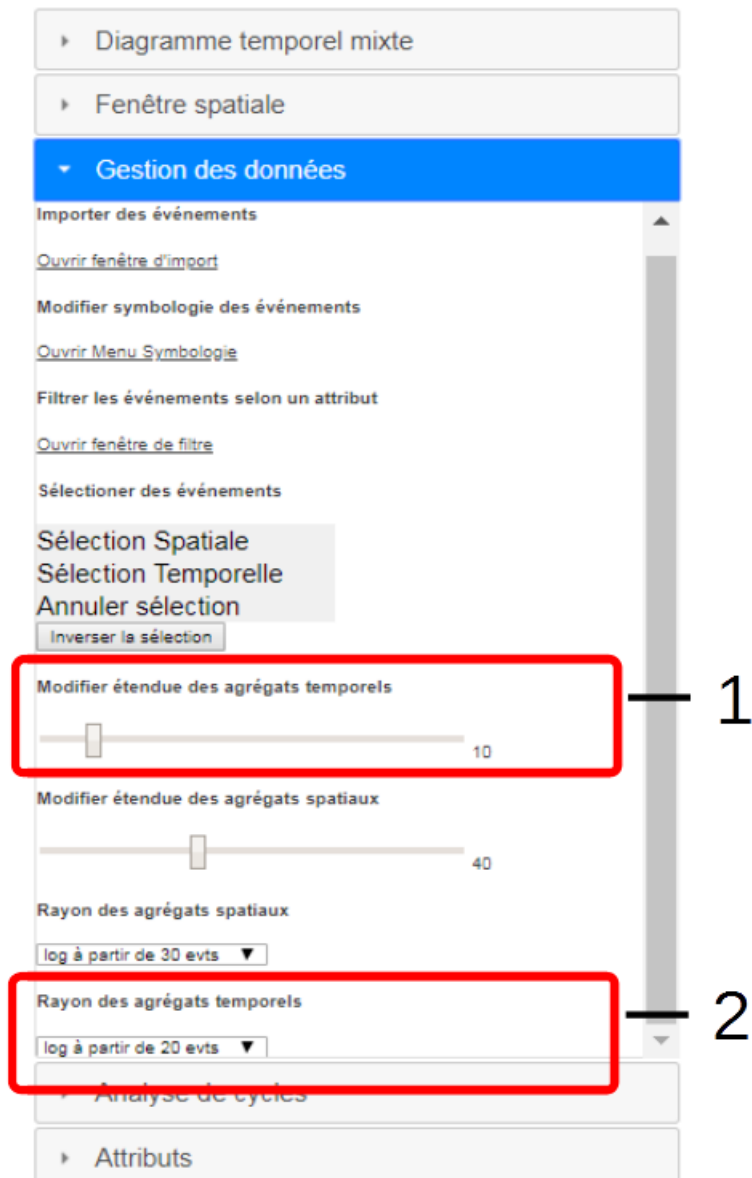 Diagramme temporel mixte
Fenêtre spatiale
Gestion des données
Importer des événements
Ouvrir fenêtre d'import
Modifier symbologie des événements
Ouvrir Menu Symbologie
Filtrer les événements selon un attribut
Ouvrir fenêtre de filtre
Sélectioner des événements
Sélection Spatiale
Sélection Temporelle
Annuler sélection
Inverser la sélection
Modifier étendue des agrégats temporels
1
10
Modifier étendue des agrégats spatiaux
40
Rayon des agrégats spatiaux
log à partir de 30 evts
Rayon des agrégats temporels
2
log à partir de 20 evts
Analyse de cycles
Attributs